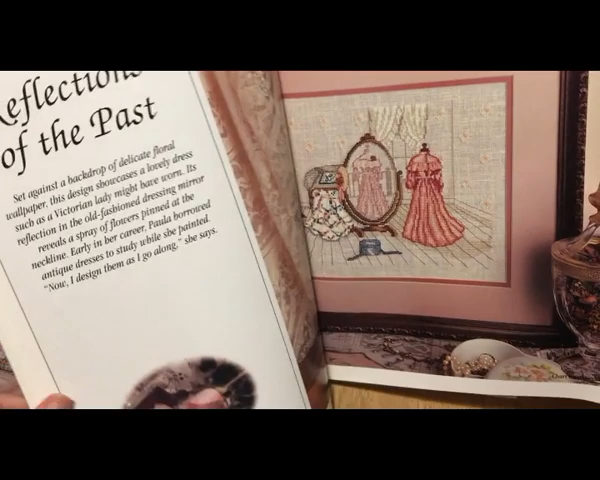 Reflections
of the Past
Set against a backdrop of delicate floral
wallpaper, this design showcases a lovely dress
such as a Victorian lady might have worn. Its
reflection in the old-fashioned dressing mirror
reveals a spray of flowers pinned at the
neckline. Early in her career, Paula borrowed
antique dresses to study while she painted.
"Now, I design them as I go along," she says.